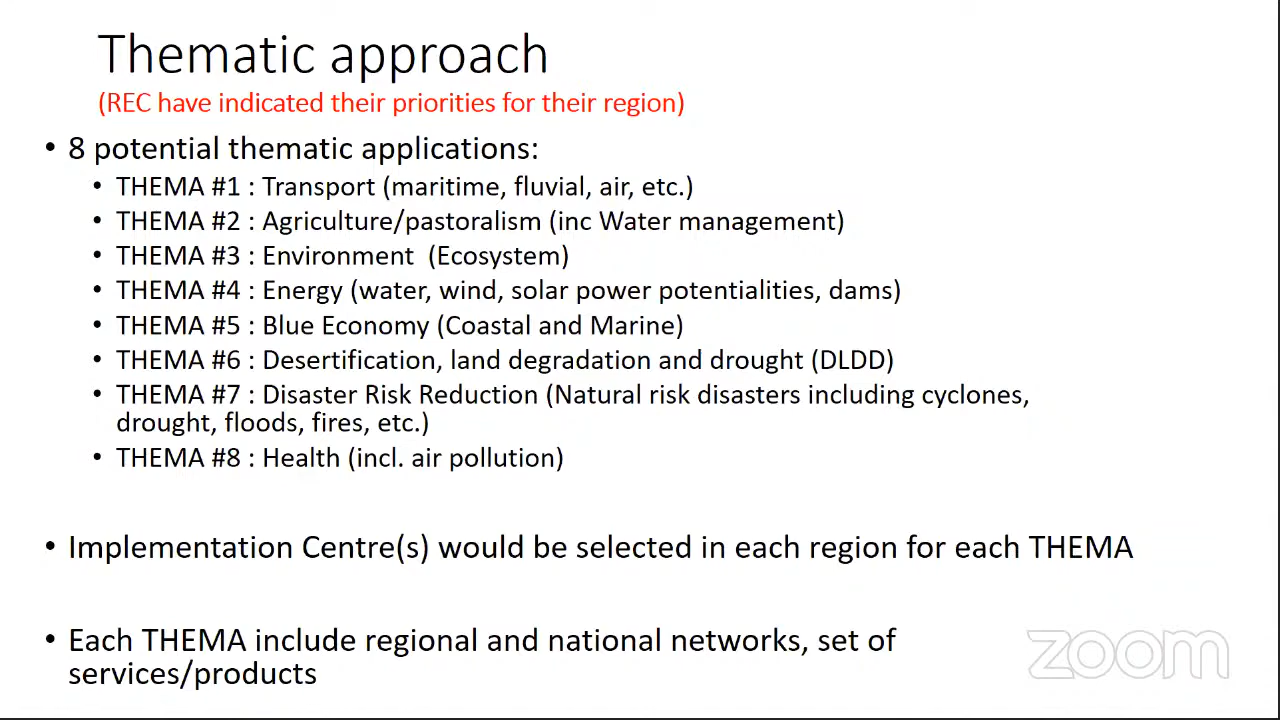 Thematic approach
(REC have indicated their priorities for their region)
• 8 potential thematic applications:
• THEMA #1 : Transport (maritime, fluvial, air, etc.)
• THEMA #2 : Agriculture/pastoralism (inc Water management)
• THEMA #3 : Environment  (Ecosystem)
• THEMA #4 : Energy (water, wind, solar power potentialities, dams)
• THEMA #5 : Blue Economy (Coastal and Marine)
• THEMA #6 : Desertification, land degradation and drought (DLDD)
• THEMA #7 : Disaster Risk Reduction (Natural risk disasters including cyclones,
drought, floods, fires, etc.)
• THEMA #8 : Health (incl. air pollution)
• Implementation Centre(s) would be selected in each region for each THEMA
• Each THEMA include regional and national networks, set of
services/products
zoom